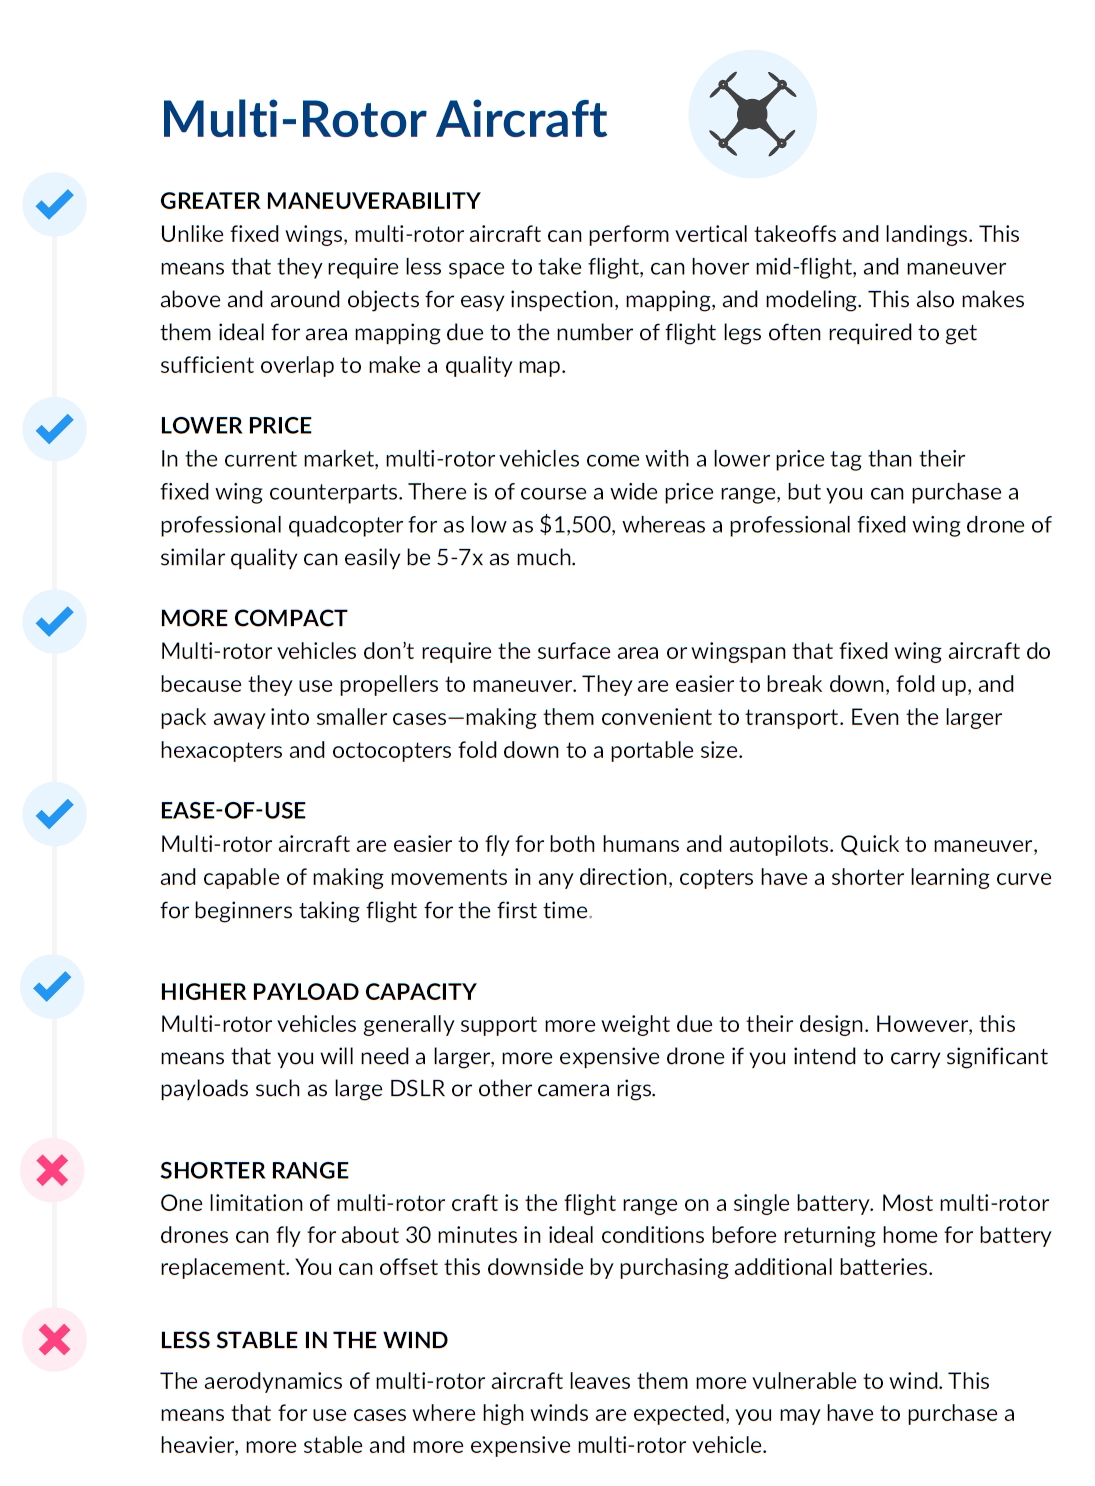 Multi-Rotor Aircraft
GREATER MANEUVERABILITY
Unlike fixed wings, multi-rotor aircraft can perform vertical takeoffs and landings. This
means that they require less space to take flight, can hover mid-flight, and maneuver
above and around objects for easy inspection, mapping, and modeling. This also makes
them ideal for area mapping due to the number of flight legs often required to get
sufficient overlap to make a quality map.
LOWER PRICE
In the current market, multi-rotor vehicles come with a lower price tag than their
fixed wing counterparts. There is of course a wide price range, but you can purchase a
professional quadcopter for as low as $1,500, whereas a professional fixed wing drone of
similar quality can easily be 5-7x as much.
MORE COMPACT
Multi-rotor vehicles don’t require the surface area or wingspan that fixed wing aircraft do
because they use propellers to maneuver. They are easier to break down, fold up, and
pack away into smaller cases—making them convenient to transport. Even the larger
hexacopters and octocopters fold down to a portable size.
EASE-OF-USE
Multi-rotor aircraft are easier to fly for both humans and autopilots. Quick to maneuver,
and capable of making movements in any direction, copters have a shorter learning curve
for beginners taking flight for the first time.
HIGHER PAYLOAD CAPACITY
Multi-rotor vehicles generally support more weight due to their design. However, this
means that you will need a larger, more expensive drone if you intend to carry significant
payloads such as large DSLR or other camera rigs.
SHORTER RANGE
One limitation of multi-rotor craft is the flight range on a single battery. Most multi-rotor
drones can fly for about 30 minutes in ideal conditions before returning home for battery
replacement. You can offset this downside by purchasing additional batteries.
LESS STABLE IN THE WIND
The aerodynamics of multi-rotor aircraft leaves them more vulnerable to wind. This
means that for use cases where high winds are expected, you may have to purchase a
heavier, more stable and more expensive multi-rotor vehicle.